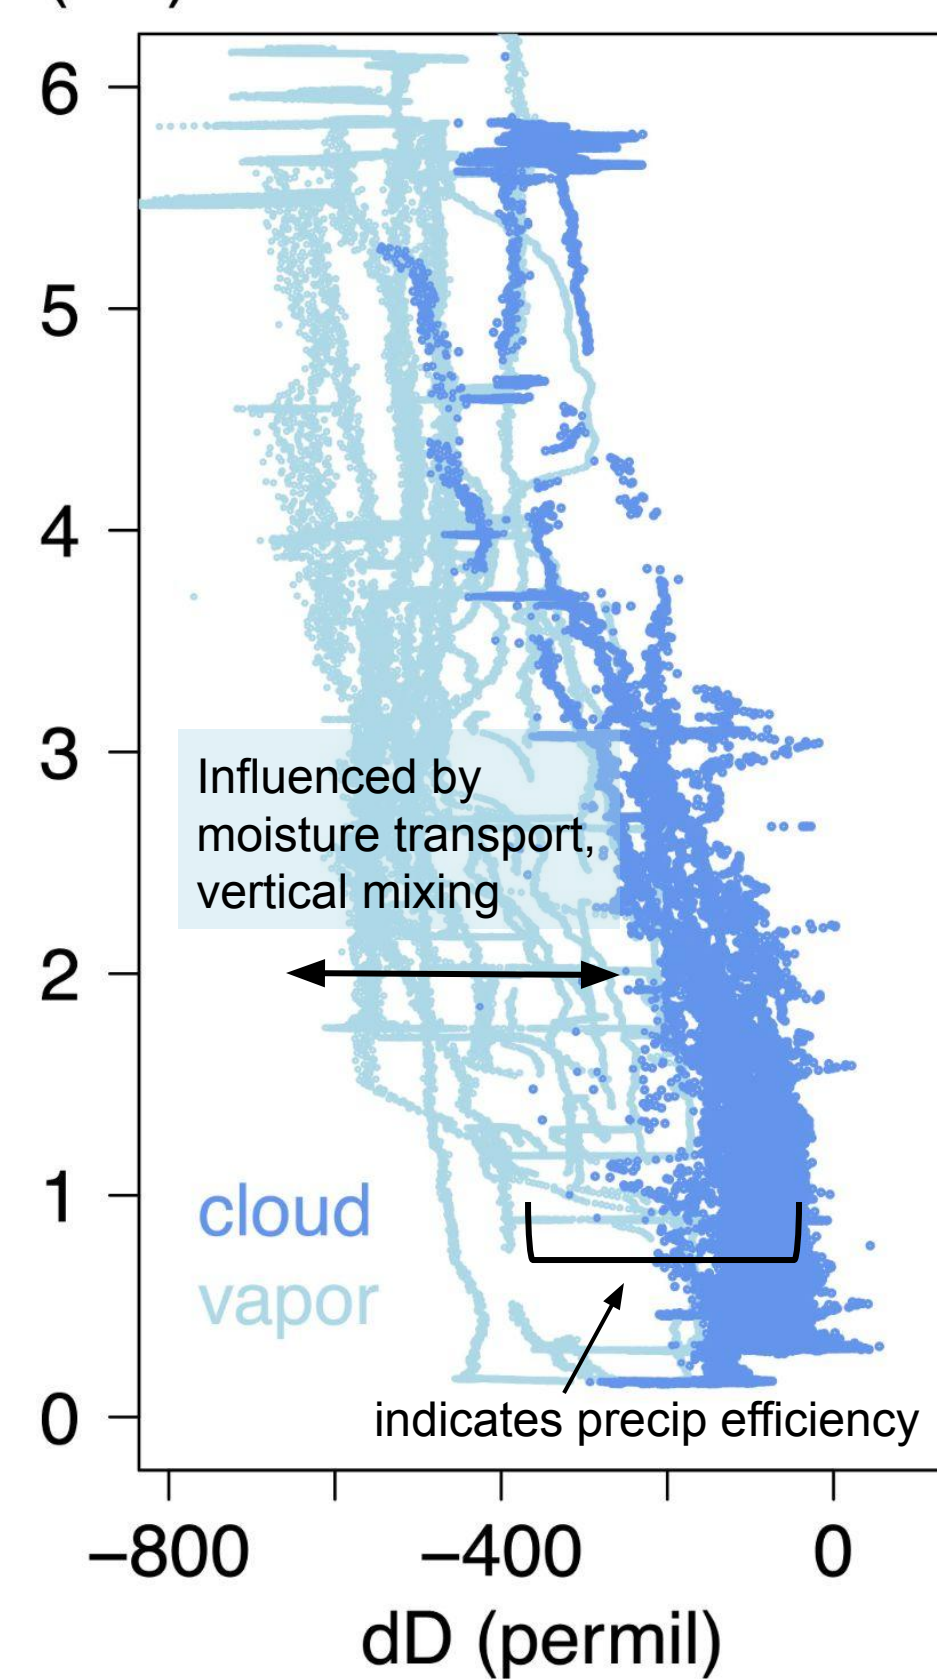 6
5
4
3
2
1
0
Influenced by
moisture transport,
vertical mixing
cloud
vapor
indicates precip efficiency
−800
−400
0
dD (permil)